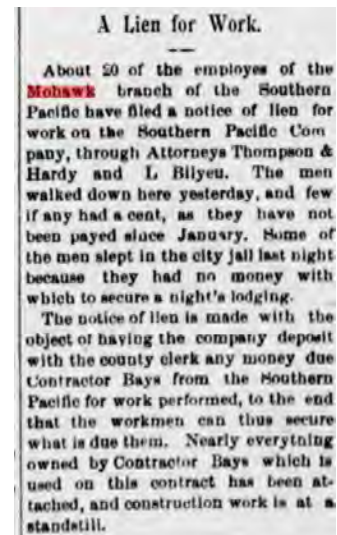 A Lien for Work.
About 20 of the employes of the
Mohawk branch of the Southern
Pacific have filed a notice of lien for
work on the Southern Pacific Com
pany, through Attorneys Thompson &
Hardy and L Bilyeu. The men
walked down here yesterday, and few
if any had a cent, as they have not
been payed since January. Some of
the men slept in the city jail last night
because they had no money with
which to secure a night's lodging.
The notice of lien is made with the
object of having the company deposit
with the county clerk any money due
Contractor Bays from the Southern
Pacific for work performed, to the end
that the workmen can thus secure
what is due them. Nearly everytning
owned by Contractor Bays which is
used on this contract has been at-
tached, and construction work is at a
standstill.